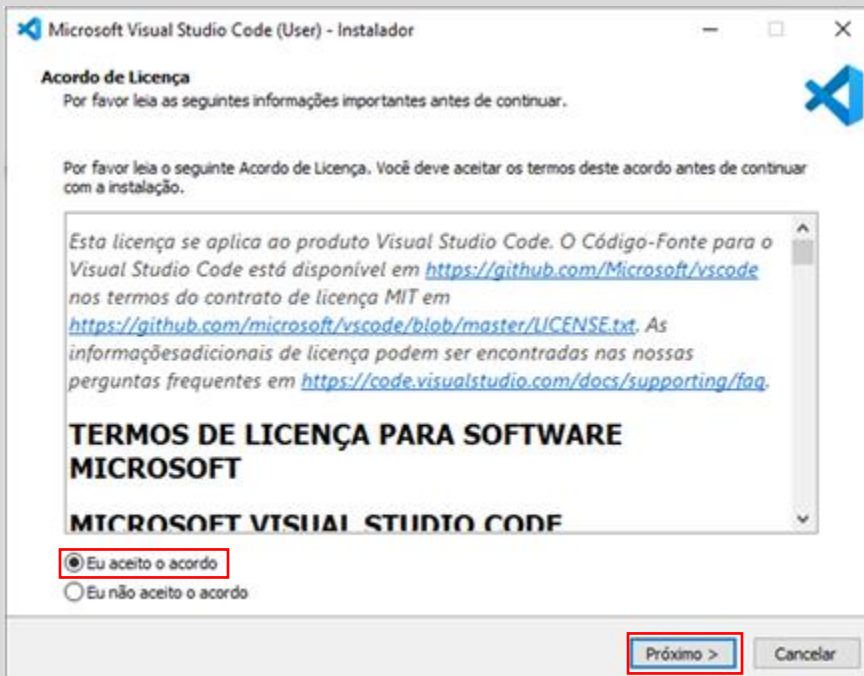 Microsoft Visual Studio Code (User) - Instalador
Acordo de Licença
Por favor leia as seguintes informações importantes antes de continuar.
Por favor leia o seguinte Acordo de Licença. Você deve aceitar os termos deste acordo antes de continuar
com a instalação.
Esta licença se aplica ao produto Visual Studio Code. O Código-Fonte para o
Visual Studio Code está disponível em https://github.com/Microsoft/vscode
nos termos do contrato de licença MIT em
https://github.com/microsoft/vscode/blob/master/LICENSE.txt. As
informaçõesadicionais de licença podem ser encontradas nas nossas
perguntas frequentes em https://code.visualstudio.com/docs/supporting/faq.
TERMOS DE LICENÇA PARA SOFTWARE
MICROSOFT
MICROSOFT VISUAL STUDIO CODE
Eu aceito o acordo
Eu não aceito o acordo
Próximo >
Cancelar